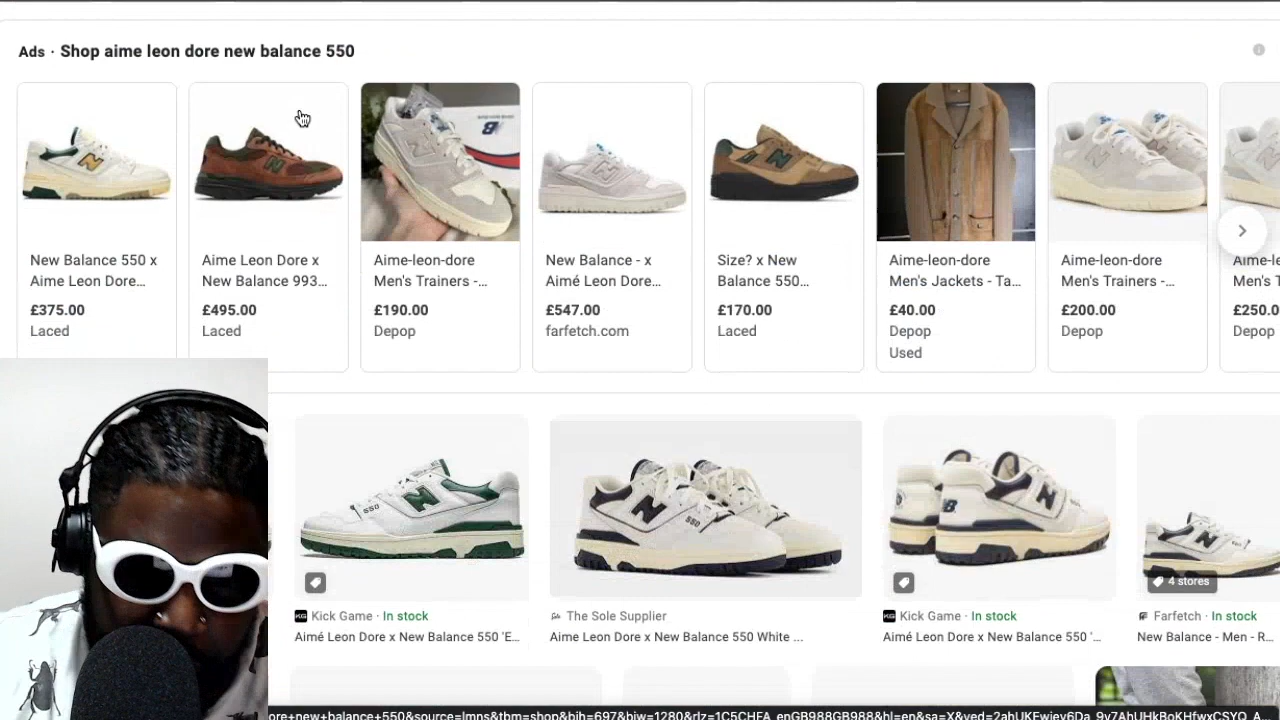 Ads · Shop aime leon dore new balance 550
New Balance 550 x
Aime Leon Dore...
£375.00
Laced
Aime Leon Dore x
New Balance 993...
£495.00
Laced
Aime-leon-dore
Men's Trainers -...
£190.00
Depop
New Balance - x
Aimé Leon Dore...
£547.00
farfetch.com
Size? x New
Balance 550...
£170.00
Laced
Aime-leon-dore
Men's Jackets - Ta...
£40.00
Depop
Used
Aime-leon-dore
Men's Trainers -...
£200.00
Depop
Men's T
£250.0
Depop
550
KG Kick Game · In stock
Aimé Leon Dore x New Balance 550 'E...
550
The Sole Supplier
Aime Leon Dore x New Balance 550 White ...
KG Kick Game · In stock
Aimé Leon Dore x New Balance 550 '...
4 stores
Farfetch · In stock
New Balance - Men - R...